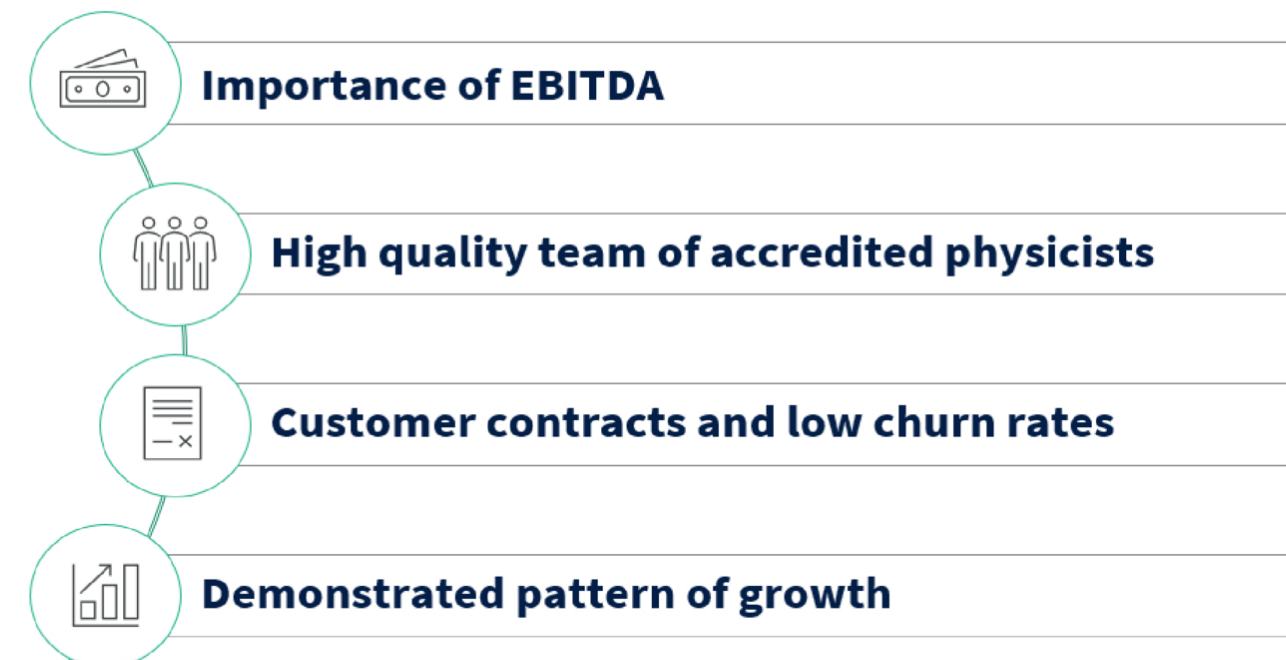 Importance of EBITDA
High quality team of accredited physicists
Customer contracts and low churn rates
Demonstrated pattern of growth